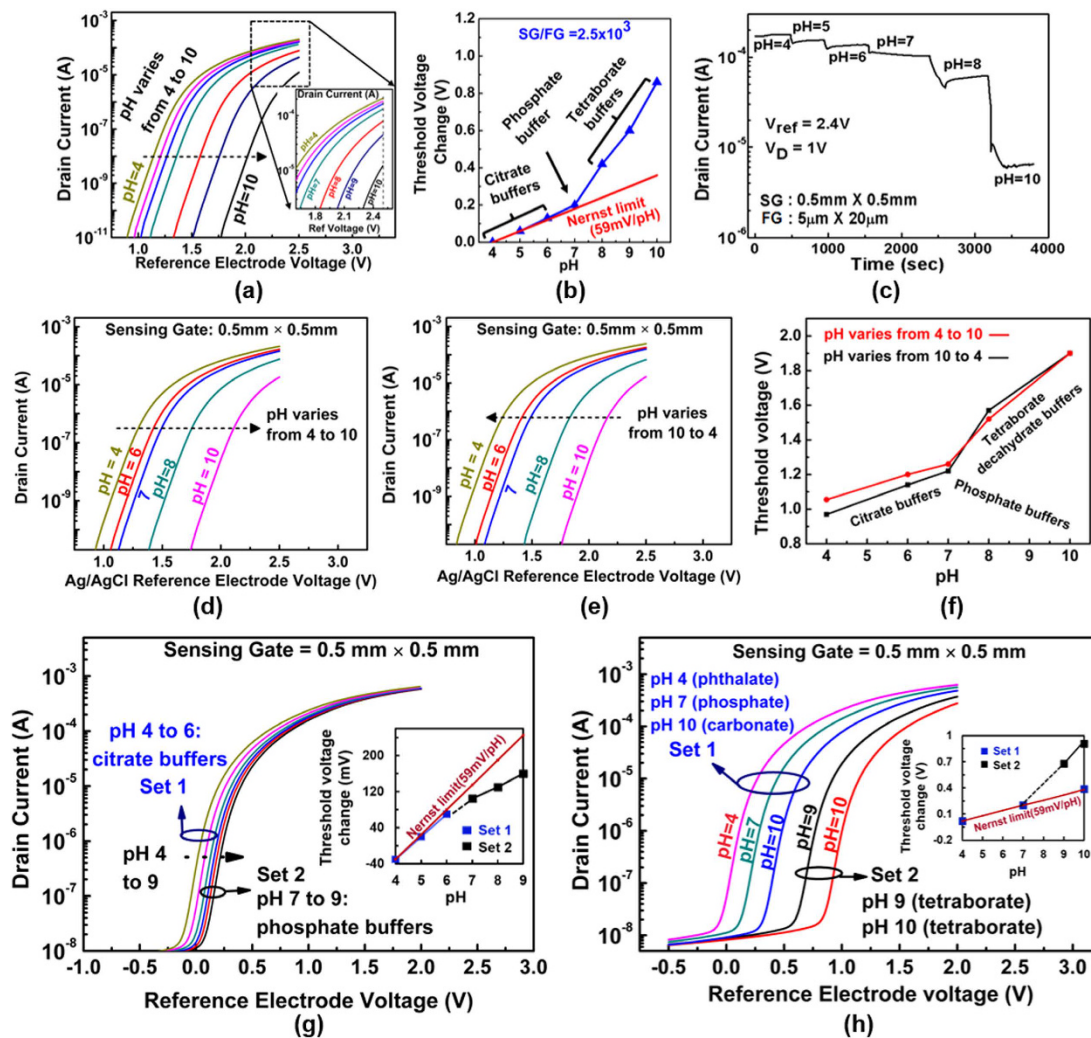 Drain Current (A)
10⁻³
10⁻⁵
10⁻⁷
10⁻⁹
10⁻¹¹
pH varies
from 4 to 10
pH=4
pH=10
Drain Current (A)
10⁻⁴
10⁻⁵
pH=4
pH=7
pH=8
pH=9
pH=10
1.8 2.1 2.4
Ref Voltage (V)
1.0 1.5 2.0 2.5 3.0
Reference Electrode Voltage (V)
(a)
Threshold Voltage
Change (V)
1.2
1.0
0.8
0.6
0.4
0.2
0.0
SG/FG =2.5x10³
Phosphate
buffer
Tetraborate
buffers
Citrate
buffers
Nernst limit
(59mV/pH)
4 5 6 7 8 9 10
pH
(b)
Drain Current (A)
10⁻⁴
10⁻⁵
10⁻⁶
pH=5
pH=4
pH=6
pH=7
pH=8
pH=10
Vref = 2.4V
VD = 1V
SG : 0.5mm X 0.5mm
FG : 5μm X 20μm
0 1000 2000 3000 4000
Time (sec)
(c)
Sensing Gate: 0.5mm × 0.5mm
Drain Current (A)
10⁻³
10⁻⁵
10⁻⁷
10⁻⁹
pH varies
from 4 to 10
pH = 4
pH = 6
7
pH=8
pH = 10
1.0 1.5 2.0 2.5 3.0
Ag/AgCl Reference Electrode Voltage (V)
(d)
Sensing Gate: 0.5mm × 0.5mm
Drain Current (A)
10⁻³
10⁻⁵
10⁻⁷
10⁻⁹
pH varies
from 10 to 4
pH = 4
pH = 6
7
pH=8
pH = 10
1.0 1.5 2.0 2.5 3.0
Ag/AgCl Reference Electrode Voltage (V)
(e)
Threshold voltage (V)
2.0
1.8
1.6
1.4
1.2
1.0
0.8
pH varies from 4 to 10
pH varies from 10 to 4
Tetraborate
decahydrate buffers
Citrate buffers
Phosphate buffers
4 5 6 7 8 9 10
pH
(f)
Sensing Gate = 0.5 mm × 0.5 mm
Drain Current (A)
10⁻³
10⁻⁴
10⁻⁵
10⁻⁶
10⁻⁷
10⁻⁸
pH 4 to 6:
citrate buffers
Set 1
pH 4
to 9
Set 2
pH 7 to 9:
phosphate buffers
Threshold voltage
change (mV)
240
160
80
0
-40
Nernst limit(59mV/pH)
Set 1
Set 2
4 5 6 7 8 9
pH
-1.0 -0.5 0.0 0.5 1.0 1.5 2.0 2.5 3.0
Reference Electrode Voltage (V)
(g)
Sensing Gate = 0.5 mm × 0.5 mm
Drain Current (A)
10⁻³
10⁻⁴
10⁻⁵
10⁻⁶
10⁻⁷
10⁻⁸
pH 4 (phthalate)
pH 7 (phosphate)
pH 10 (carbonate)
Set 1
pH=4
pH=7
pH=10
pH=9
pH=10
Set 2
pH 9 (tetraborate)
pH 10 (tetraborate)
Threshold voltage
change (V)
1
0.6
0.2
-0.2
Set 1
Set 2
Nernst limit(59mV/pH)
4 5 6 7 8 9 10
pH
-0.5 0.0 0.5 1.0 1.5 2.0 2.5 3.0
Reference Electrode voltage (V)
(h)